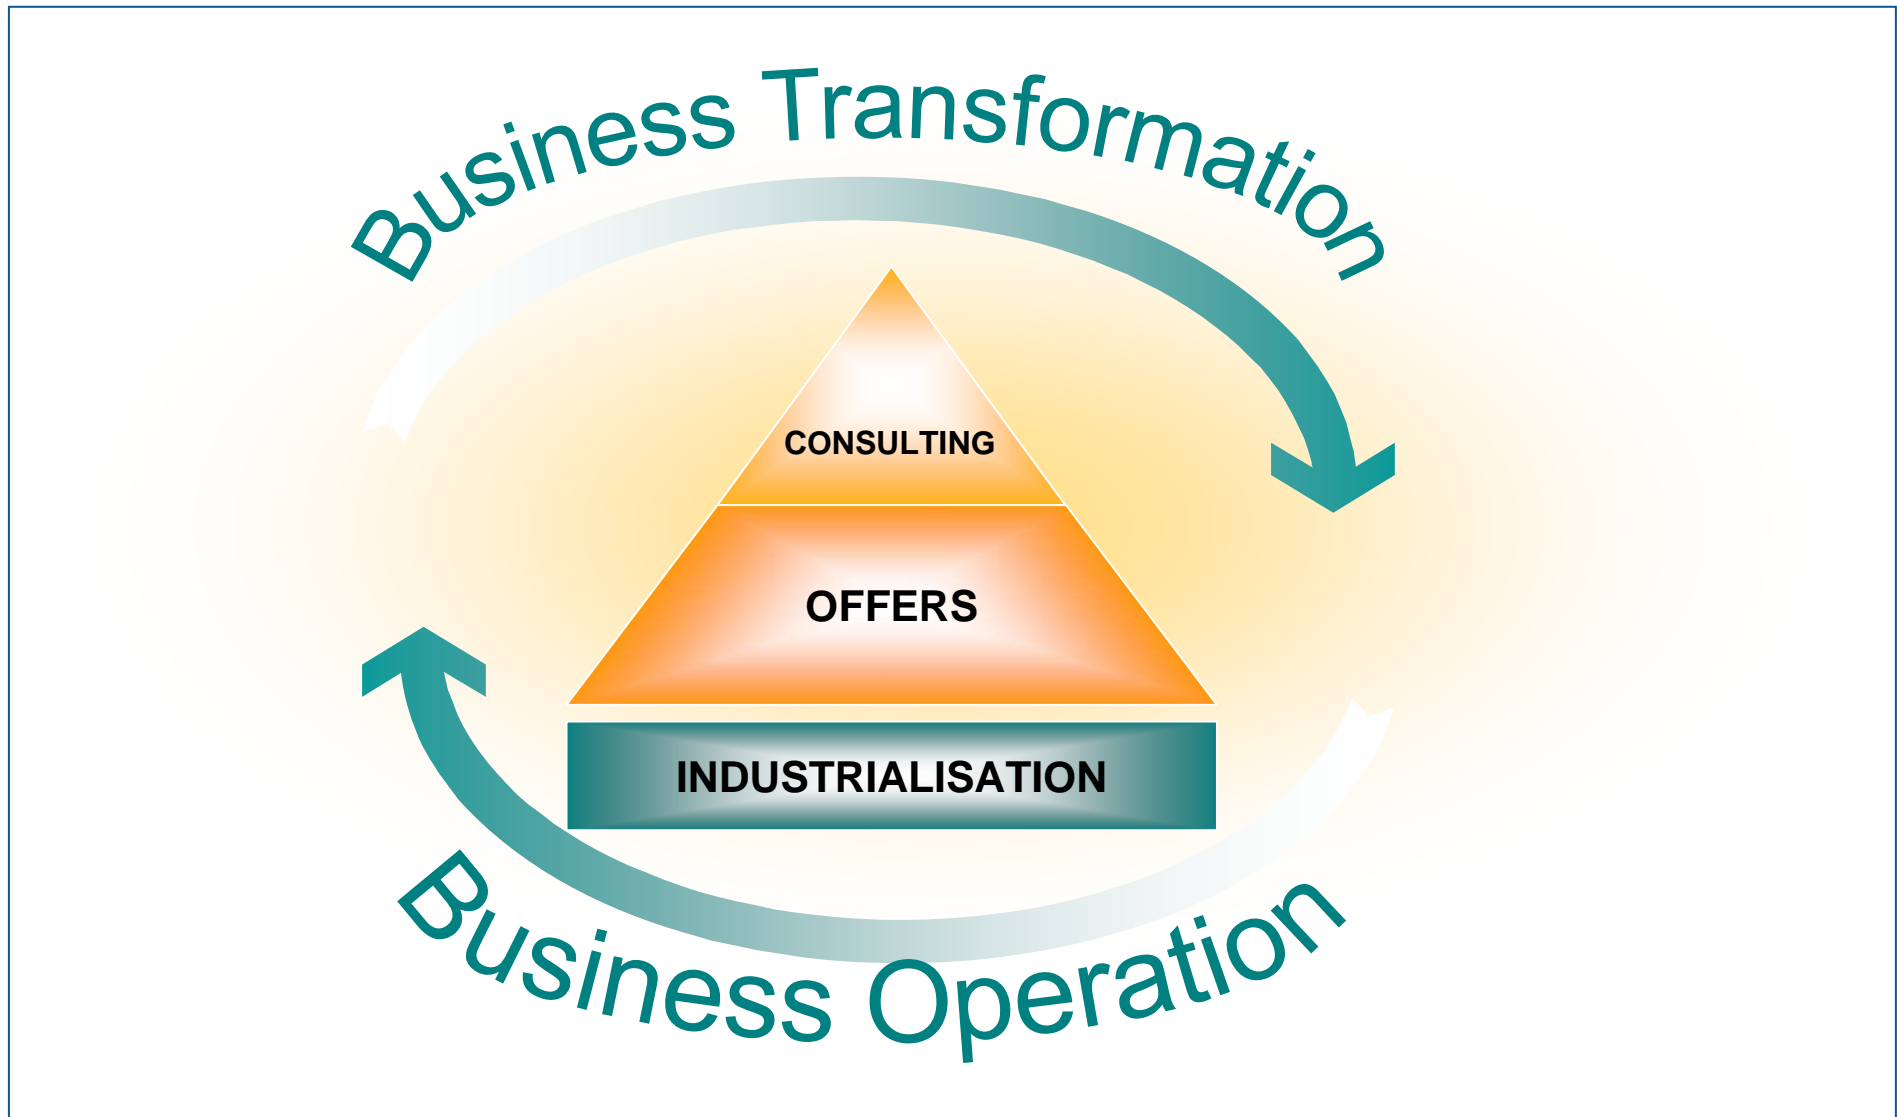 Business Transformation
CONSULTING
OFFERS
INDUSTRIALISATION
Business Operation